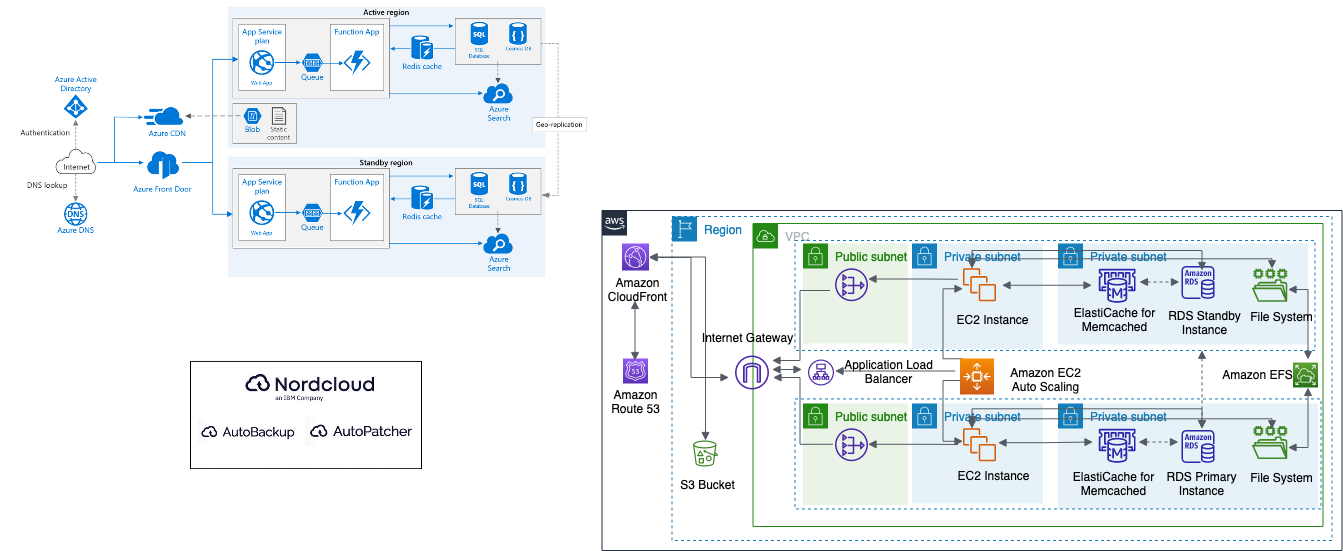 Active region
App Service
plan
Web App
Queue
Function App
Redis cache
SQL
SQL
Database
Cosmos DB
Azure
Search
Azure Active
Directory
Authentication
Internet
DNS lookup
DNS
Azure DNS
Azure CDN
Azure Front Door
Blob
Static
content
Geo-replication
Standby region
App Service
plan
Web App
Queue
Function App
Redis cache
SQL
SQL
Database
Cosmos DB
Azure
Search
Nordcloud
an IBM Company
AutoBackup
AutoPatcher
aws
Region
VPC
Amazon
CloudFront
53
Amazon
Route 53
S3 Bucket
Internet Gateway
Public subnet
Private subnet
EC2 Instance
Private subnet
M
ElastiCache for
Memcached
Amazon
RDS
RDS Standby
Instance
File System
Application Load
Balancer
Amazon EC2
Auto Scaling
Amazon EFS
Public subnet
Private subnet
EC2 Instance
Private subnet
M
ElastiCache for
Memcached
Amazon
RDS
RDS Primary
Instance
File System